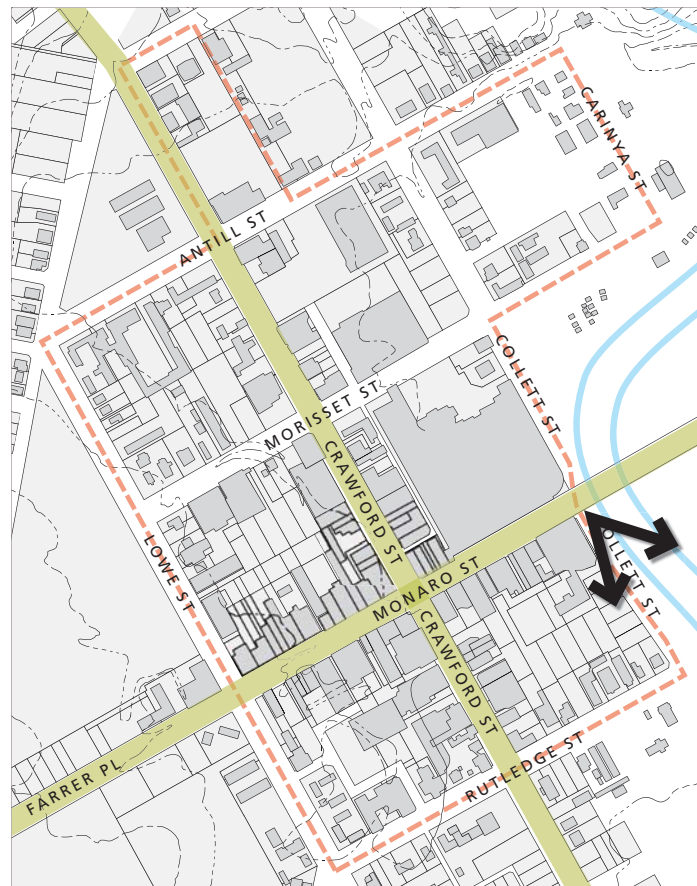 CARINYA ST
ANTILL ST
COLLETT ST
MORISSET ST
CRAWFORD ST
LOWE ST
COLLETT ST
MONARO ST
CRAWFORD ST
RUTLEDGE ST
FARRER PL